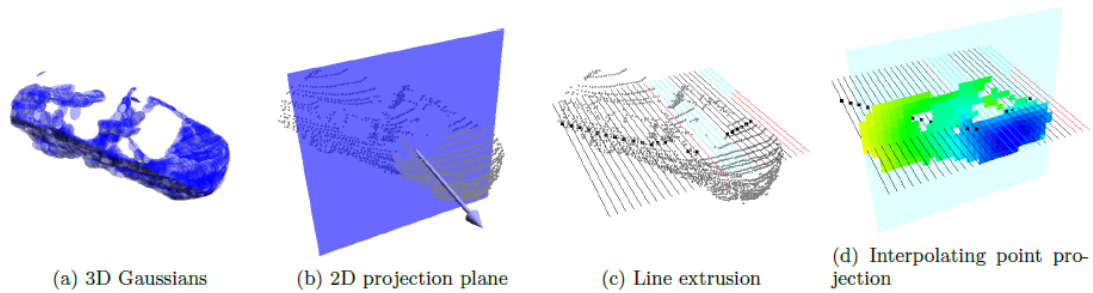 (a) 3D Gaussians
(b) 2D projection plane
(c) Line extrusion
(d) Interpolating point pro-
jection